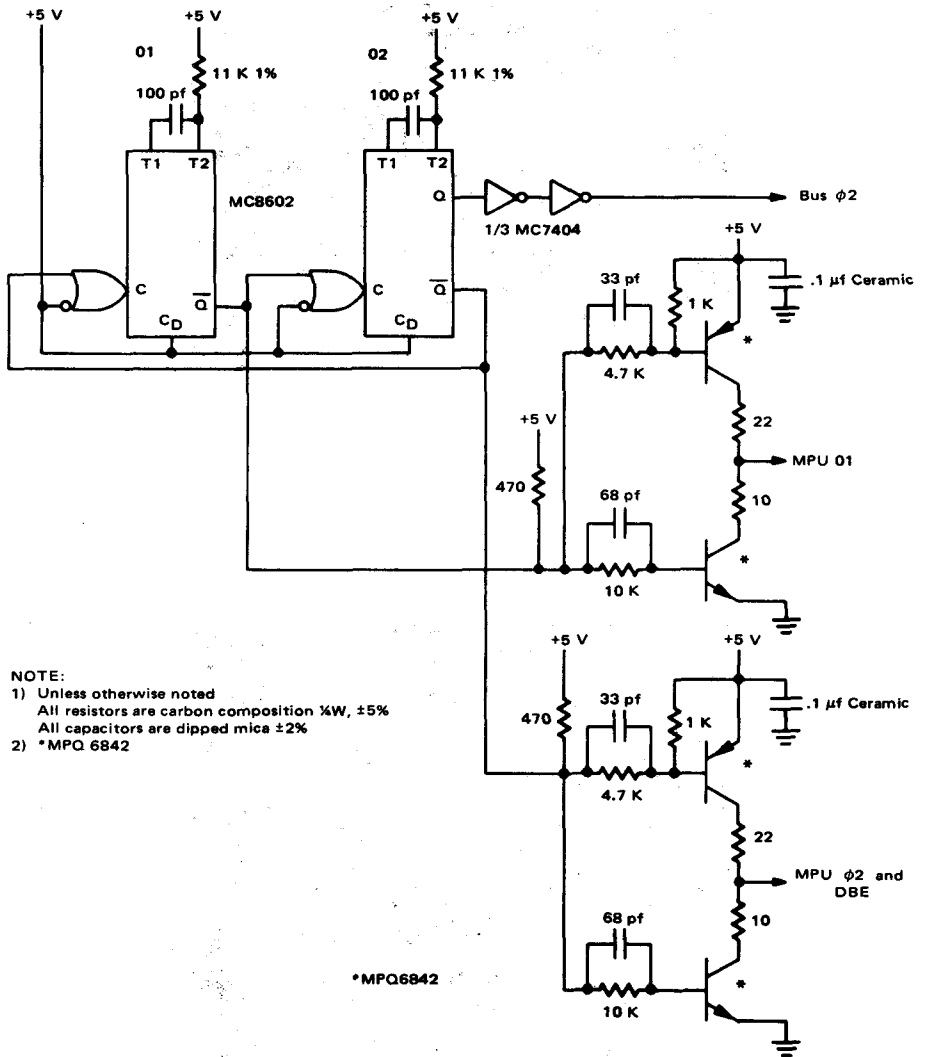 +5 V
+5 V
+5 V
01
11 K 1%
02
11 K 1%
100 pf
100 pf
T1
T2
T1
T2
MC8602
Q
Bus ϕ2
1/3 MC7404
+5 V
C
Q
C
Q
33 pf
1 K
.1 μf Ceramic
CD
CD
*
4.7 K
22
+5 V
MPU 01
470
10
68 pf
*
10 K
+5 V
+5 V
NOTE:
1) Unless otherwise noted
All resistors are carbon composition ¼W, ±5%
All capacitors are dipped mica ±2%
2) *MPQ 6842
470
33 pf
1 K
.1 μf Ceramic
*
4.7 K
22
MPU ϕ2 and
DBE
10
68 pf
*MPQ6842
*
10 K